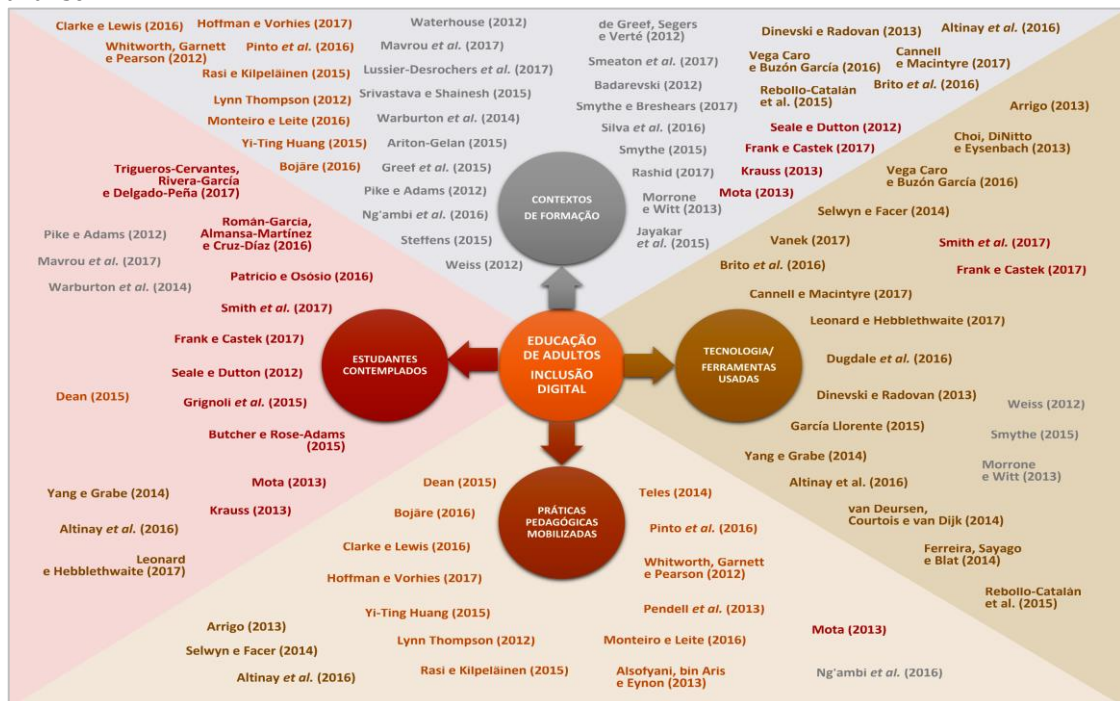 Clarke e Lewis (2016)
Hoffman e Vorhies (2017)
Whitworth, Garnett
e Pearson (2012)
Pinto et al. (2016)
Rasi e Kilpeläinen (2015)
Lynn Thompson (2012)
Monteiro e Leite (2016)
Yi-Ting Huang (2015)
Bojāre (2016)
Waterhouse (2012)
Mavrou et al. (2017)
Lussier-Desrochers et al. (2017)
Srivastava e Shainesh (2015)
Warburton et al. (2014)
Ariton-Gelan (2015)
Greef et al. (2015)
Pike e Adams (2012)
Ng'ambi et al. (2016)
Steffens (2015)
Weiss (2012)
de Greef, Segers
e Verté (2012)
Smeaton et al. (2017)
Badarevski (2012)
Smythe e Breshears (2017)
Silva et al. (2016)
Smythe (2015)
Rashid (2017)
Morrone
e Witt (2013)
Jayakar
et al. (2015)
Dinevski e Radovan (2013)
Altinay et al. (2016)
Vega Caro
e Buzón García (2016)
Cannell
e Macintyre (2017)
Rebollo-Catalán
et al. (2015)
Brito et al. (2016)
Seale e Dutton (2012)
Frank e Castek (2017)
Krauss (2013)
Mota (2013)
CONTEXTOS
DE FORMAÇÃO
Trigueros-Cervantes,
Rivera-García
e Delgado-Peña (2017)
Román-García,
Almansa-Martínez
e Cruz-Díaz (2016)
Pike e Adams (2012)
Mavrou et al. (2017)
Warburton et al. (2014)
Patricio e Osósio (2016)
Smith et al. (2017)
Frank e Castek (2017)
Seale e Dutton (2012)
Dean (2015)
Grignoli et al. (2015)
Butcher e Rose-Adams
(2015)
Mota (2013)
Krauss (2013)
Yang e Grabe (2014)
Altinay et al. (2016)
Leonard
e Hebblethwaite (2017)
ESTUDANTES
CONTEMPLADOS
EDUCAÇÃO
DE ADULTOS
INCLUSÃO
DIGITAL
TECNOLOGIA/
FERRAMENTAS
USADAS
Arrigo (2013)
Choi, DiNitto
e Eysenbach (2013)
Vega Caro
e Buzón García (2016)
Selwyn e Facer (2014)
Vanek (2017)
Smith et al. (2017)
Brito et al. (2016)
Frank e Castek (2017)
Cannell e Macintyre (2017)
Leonard e Hebblethwaite (2017)
Dugdale et al. (2016)
Dinevski e Radovan (2013)
Weiss (2012)
García Llorente (2015)
Smythe (2015)
Yang e Grabe (2014)
Morrone
e Witt (2013)
Altinay et al. (2016)
van Deursen,
Courtois e van Dijk (2014)
Ferreira, Sayago
e Blat (2014)
Rebollo-Catalán
et al. (2015)
PRÁTICAS
PEDAGÓGICAS
MOBILIZADAS
Dean (2015)
Bojāre (2016)
Clarke e Lewis (2016)
Hoffman e Vorhies (2017)
Yi-Ting Huang (2015)
Arrigo (2013)
Selwyn e Facer (2014)
Altinay et al. (2016)
Lynn Thompson (2012)
Rasi e Kilpeläinen (2015)
Teles (2014)
Pinto et al. (2016)
Whitworth, Garnett
e Pearson (2012)
Pendell et al. (2013)
Monteiro e Leite (2016)
Alsofyani, bin Aris
e Eynon (2013)
Mota (2013)
Ng'ambi et al. (2016)